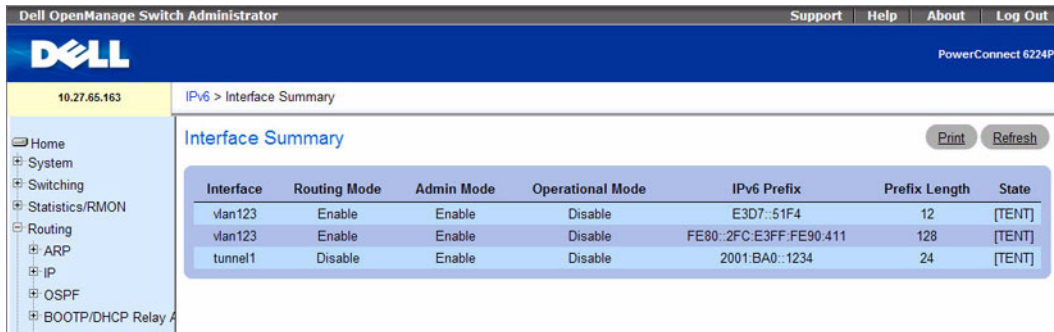 Dell OpenManage Switch Administrator Support Help About Log Out
DELL
PowerConnect 6224P
10.27.65.163
IPv6 > Interface Summary
Home
System
Switching
Statistics/RMON
Routing
ARP
IP
OSPF
BOOTP/DHCP Relay A
Interface Summary
Print Refresh
Interface Routing Mode Admin Mode Operational Mode IPv6 Prefix Prefix Length State
vlan123 Enable Enable Disable E3D7::51F4 12 [TENT]
vlan123 Enable Enable Disable FE80::2FC:E3FF:FE90:411 128 [TENT]
tunnel1 Disable Enable Disable 2001:BA0::1234 24 [TENT]